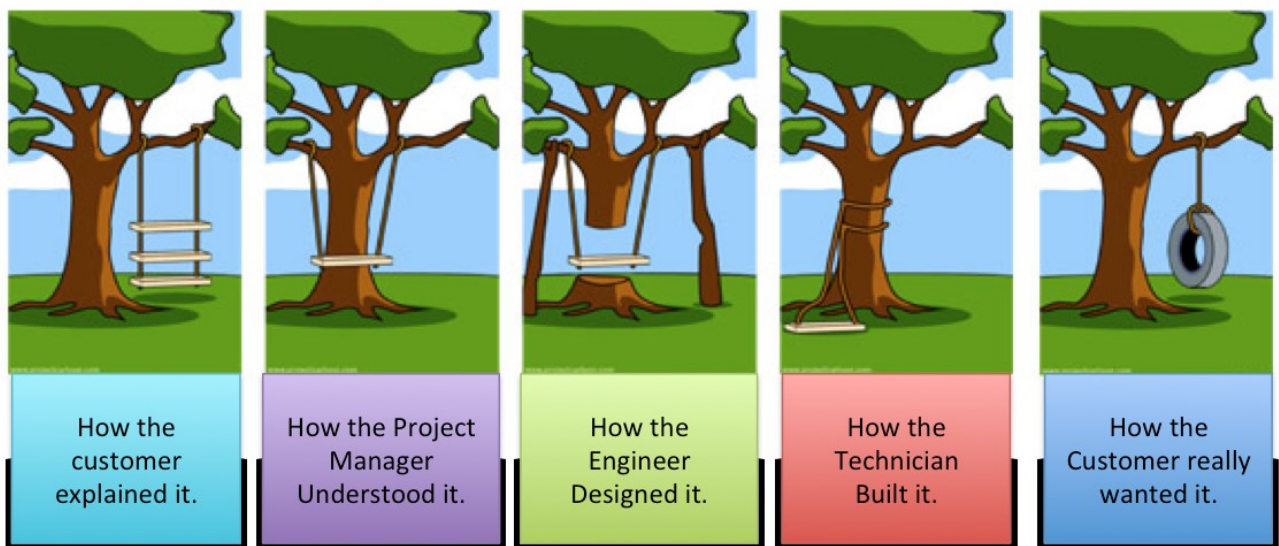 How the
customer
explained it.
How the Project
Manager
Understood it.
How the
Engineer
Designed it.
How the
Technician
Built it.
How the
Customer really
wanted it.